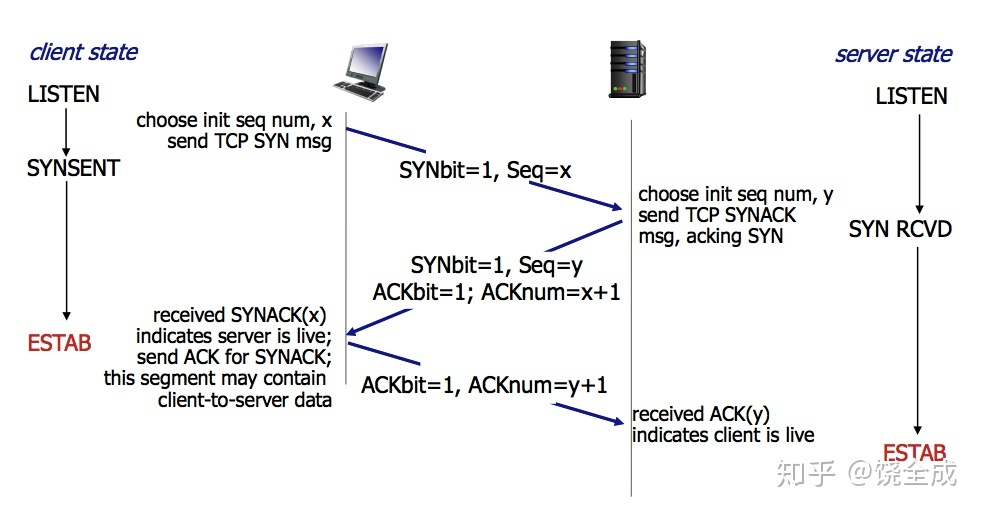 client state
server state
LISTEN
LISTEN
choose init seq num, x
send TCP SYN msg
SYNSENT
SYNbit=1, Seq=x
choose init seq num, y
send TCP SYNACK
msg, acking SYN
SYN RCVD
SYNbit=1, Seq=y
ACKbit=1; ACKnum=x+1
received SYNACK(x)
indicates server is live;
send ACK for SYNACK;
this segment may contain
client-to-server data
ESTAB
ACKbit=1, ACKnum=y+1
received ACK(y)
indicates client is live
ESTAB
知乎 @饶全成